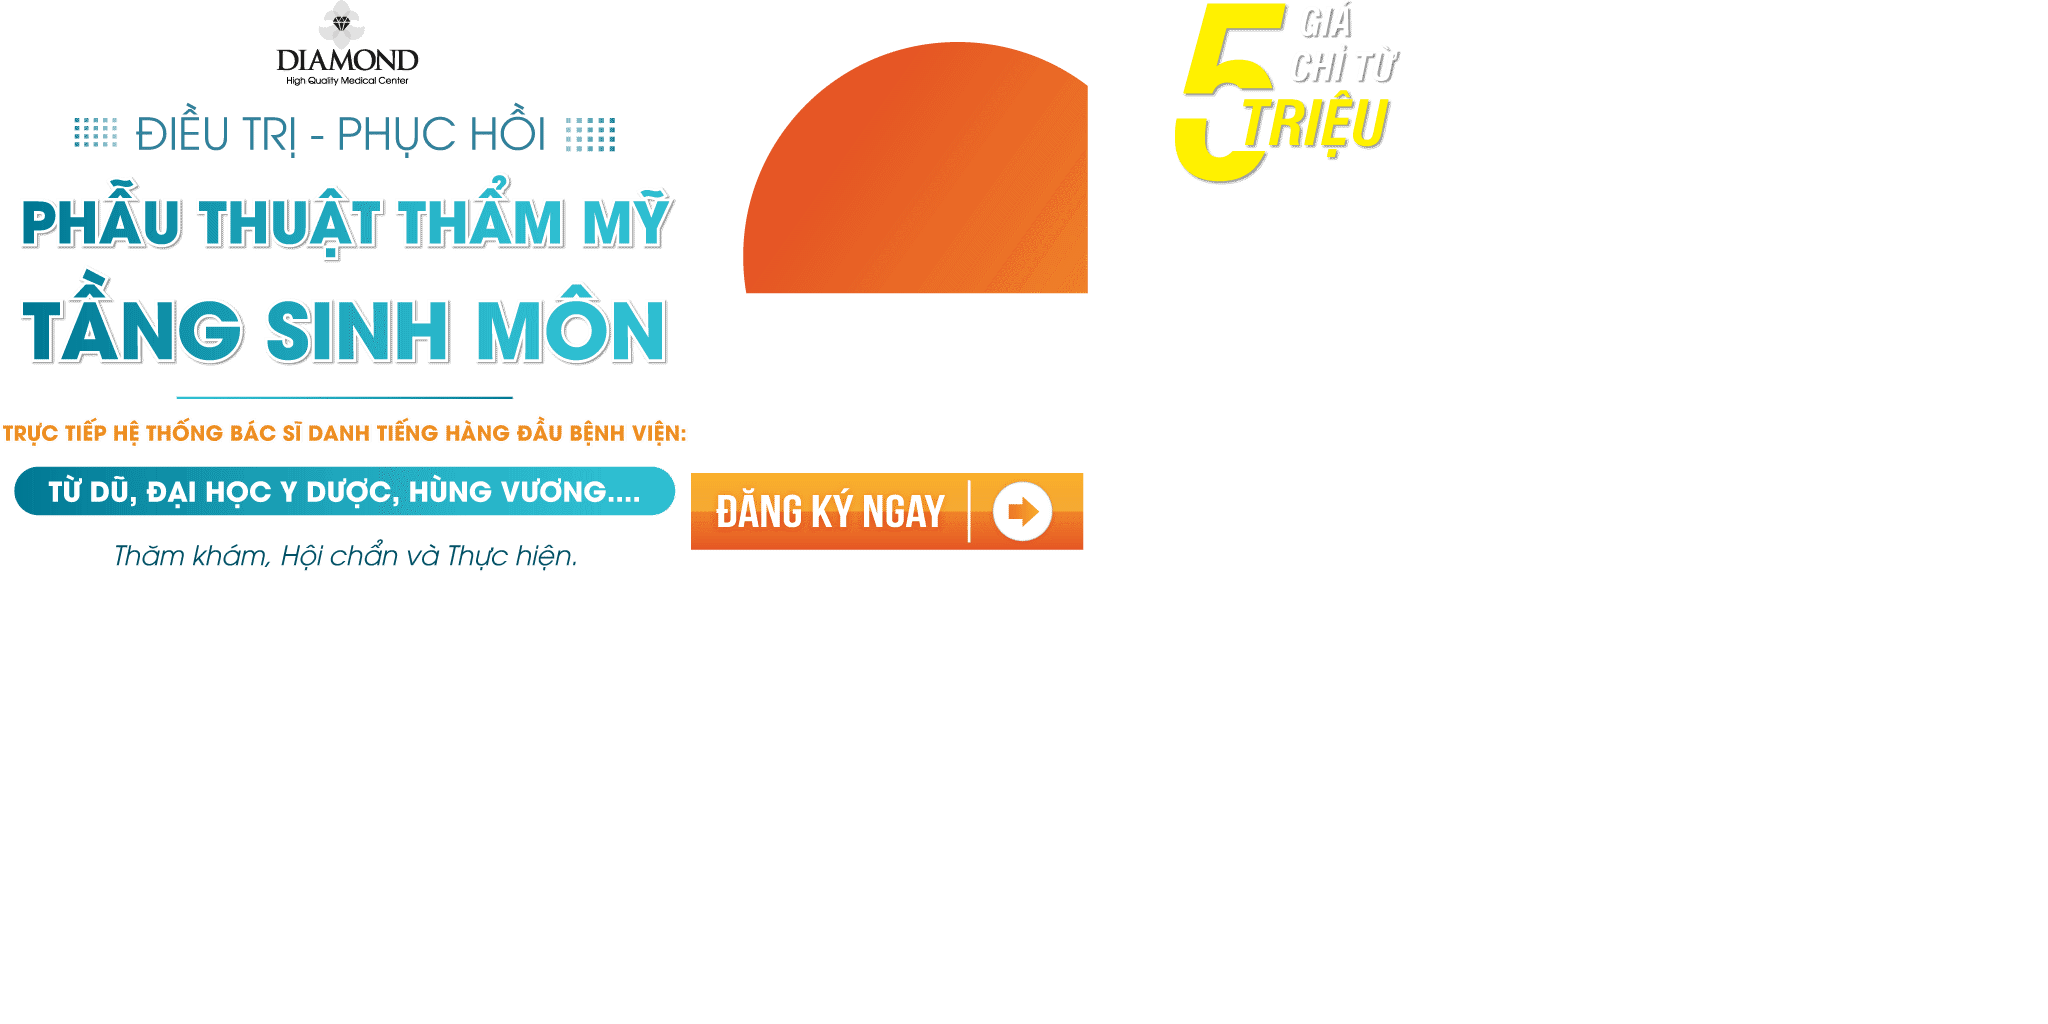 DIAMOND
High Quality Medical Center
ĐIỀU TRỊ - PHỤC HỒI
PHẪU THUẬT THẨM MỸ
TẦNG SINH MÔN
TRỰC TIẾP HỆ THỐNG BÁC SĨ DANH TIẾNG HÀNG ĐẦU BỆNH VIỆN:
TỪ DŨ, ĐẠI HỌC Y DƯỢC, HÙNG VƯƠNG....
Thăm khám, Hội chẩn và Thực hiện.
ĐĂNG KÝ NGAY
GIÁ
CHỈ TỪ
5
TRIỆU